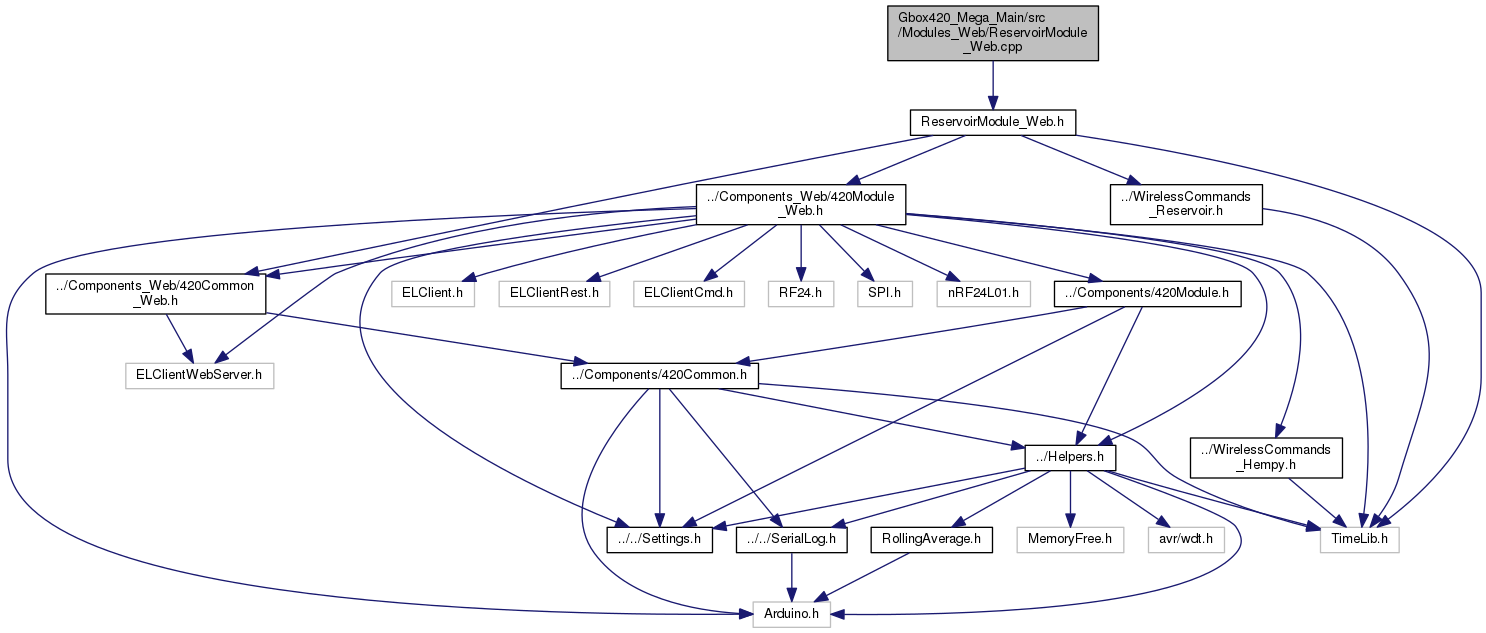 Gbox420_Mega_Main/src
/Modules_Web/ReservoirModule
_Web.cpp
ReservoirModule_Web.h
../Components_Web/420Module
_Web.h
../WirelessCommands
_Reservoir.h
../Components_Web/420Common
_Web.h
ELClient.h
ELClientRest.h
ELClientCmd.h
RF24.h
SPI.h
nRF24L01.h
../Components/420Module.h
ELClientWebServer.h
../Components/420Common.h
../Helpers.h
../WirelessCommands
_Hempy.h
../../Settings.h
../../SerialLog.h
RollingAverage.h
MemoryFree.h
avr/wdt.h
TimeLib.h
Arduino.h